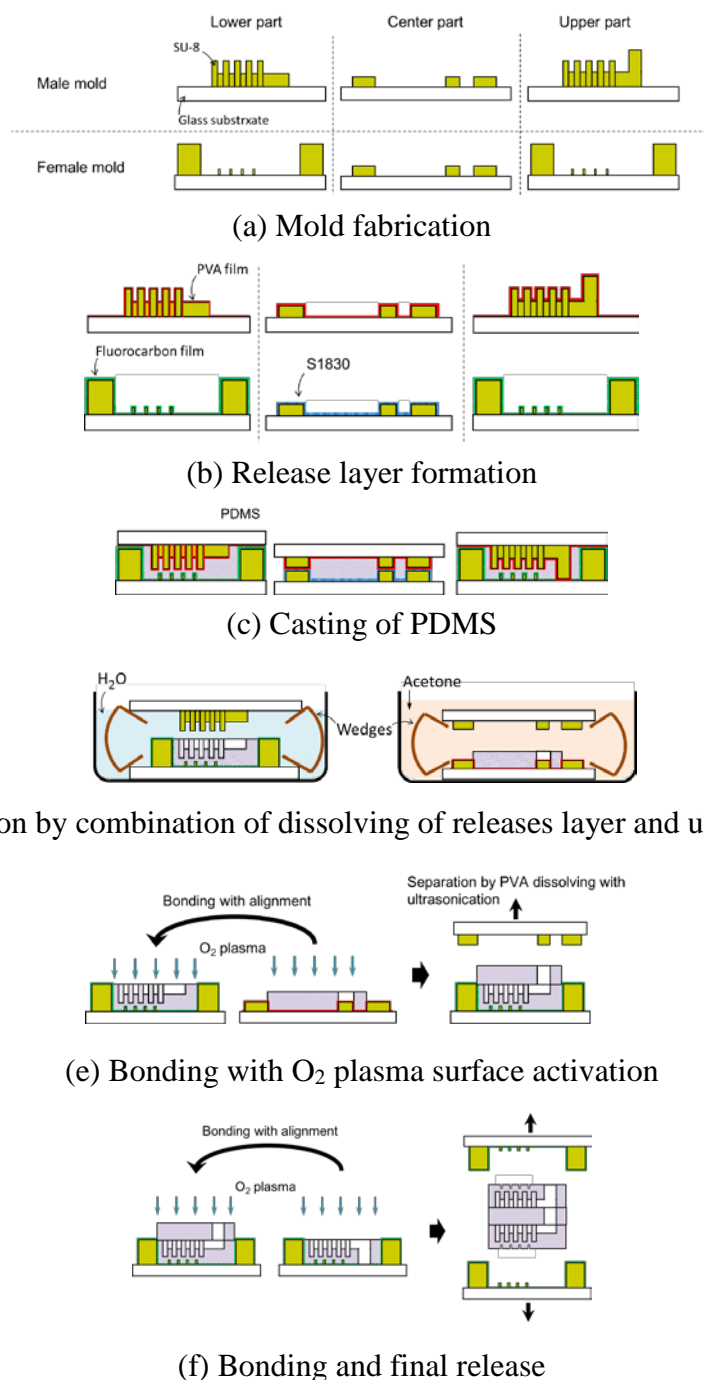 Lower part Center part Upper part
SU-8
Male mold
Glass substrxate
Female mold
(a) Mold fabrication
PVA film
Fluorocarbon film
S1830
(b) Release layer formation
PDMS
(c) Casting of PDMS
H2O Acetone
Wedges
on by combination of dissolving of releases layer and u
Bonding with alignment
Separation by PVA dissolving with
ultrasonication
O2 plasma
(e) Bonding with O2 plasma surface activation
Bonding with alignment
O2 plasma
(f) Bonding and final release